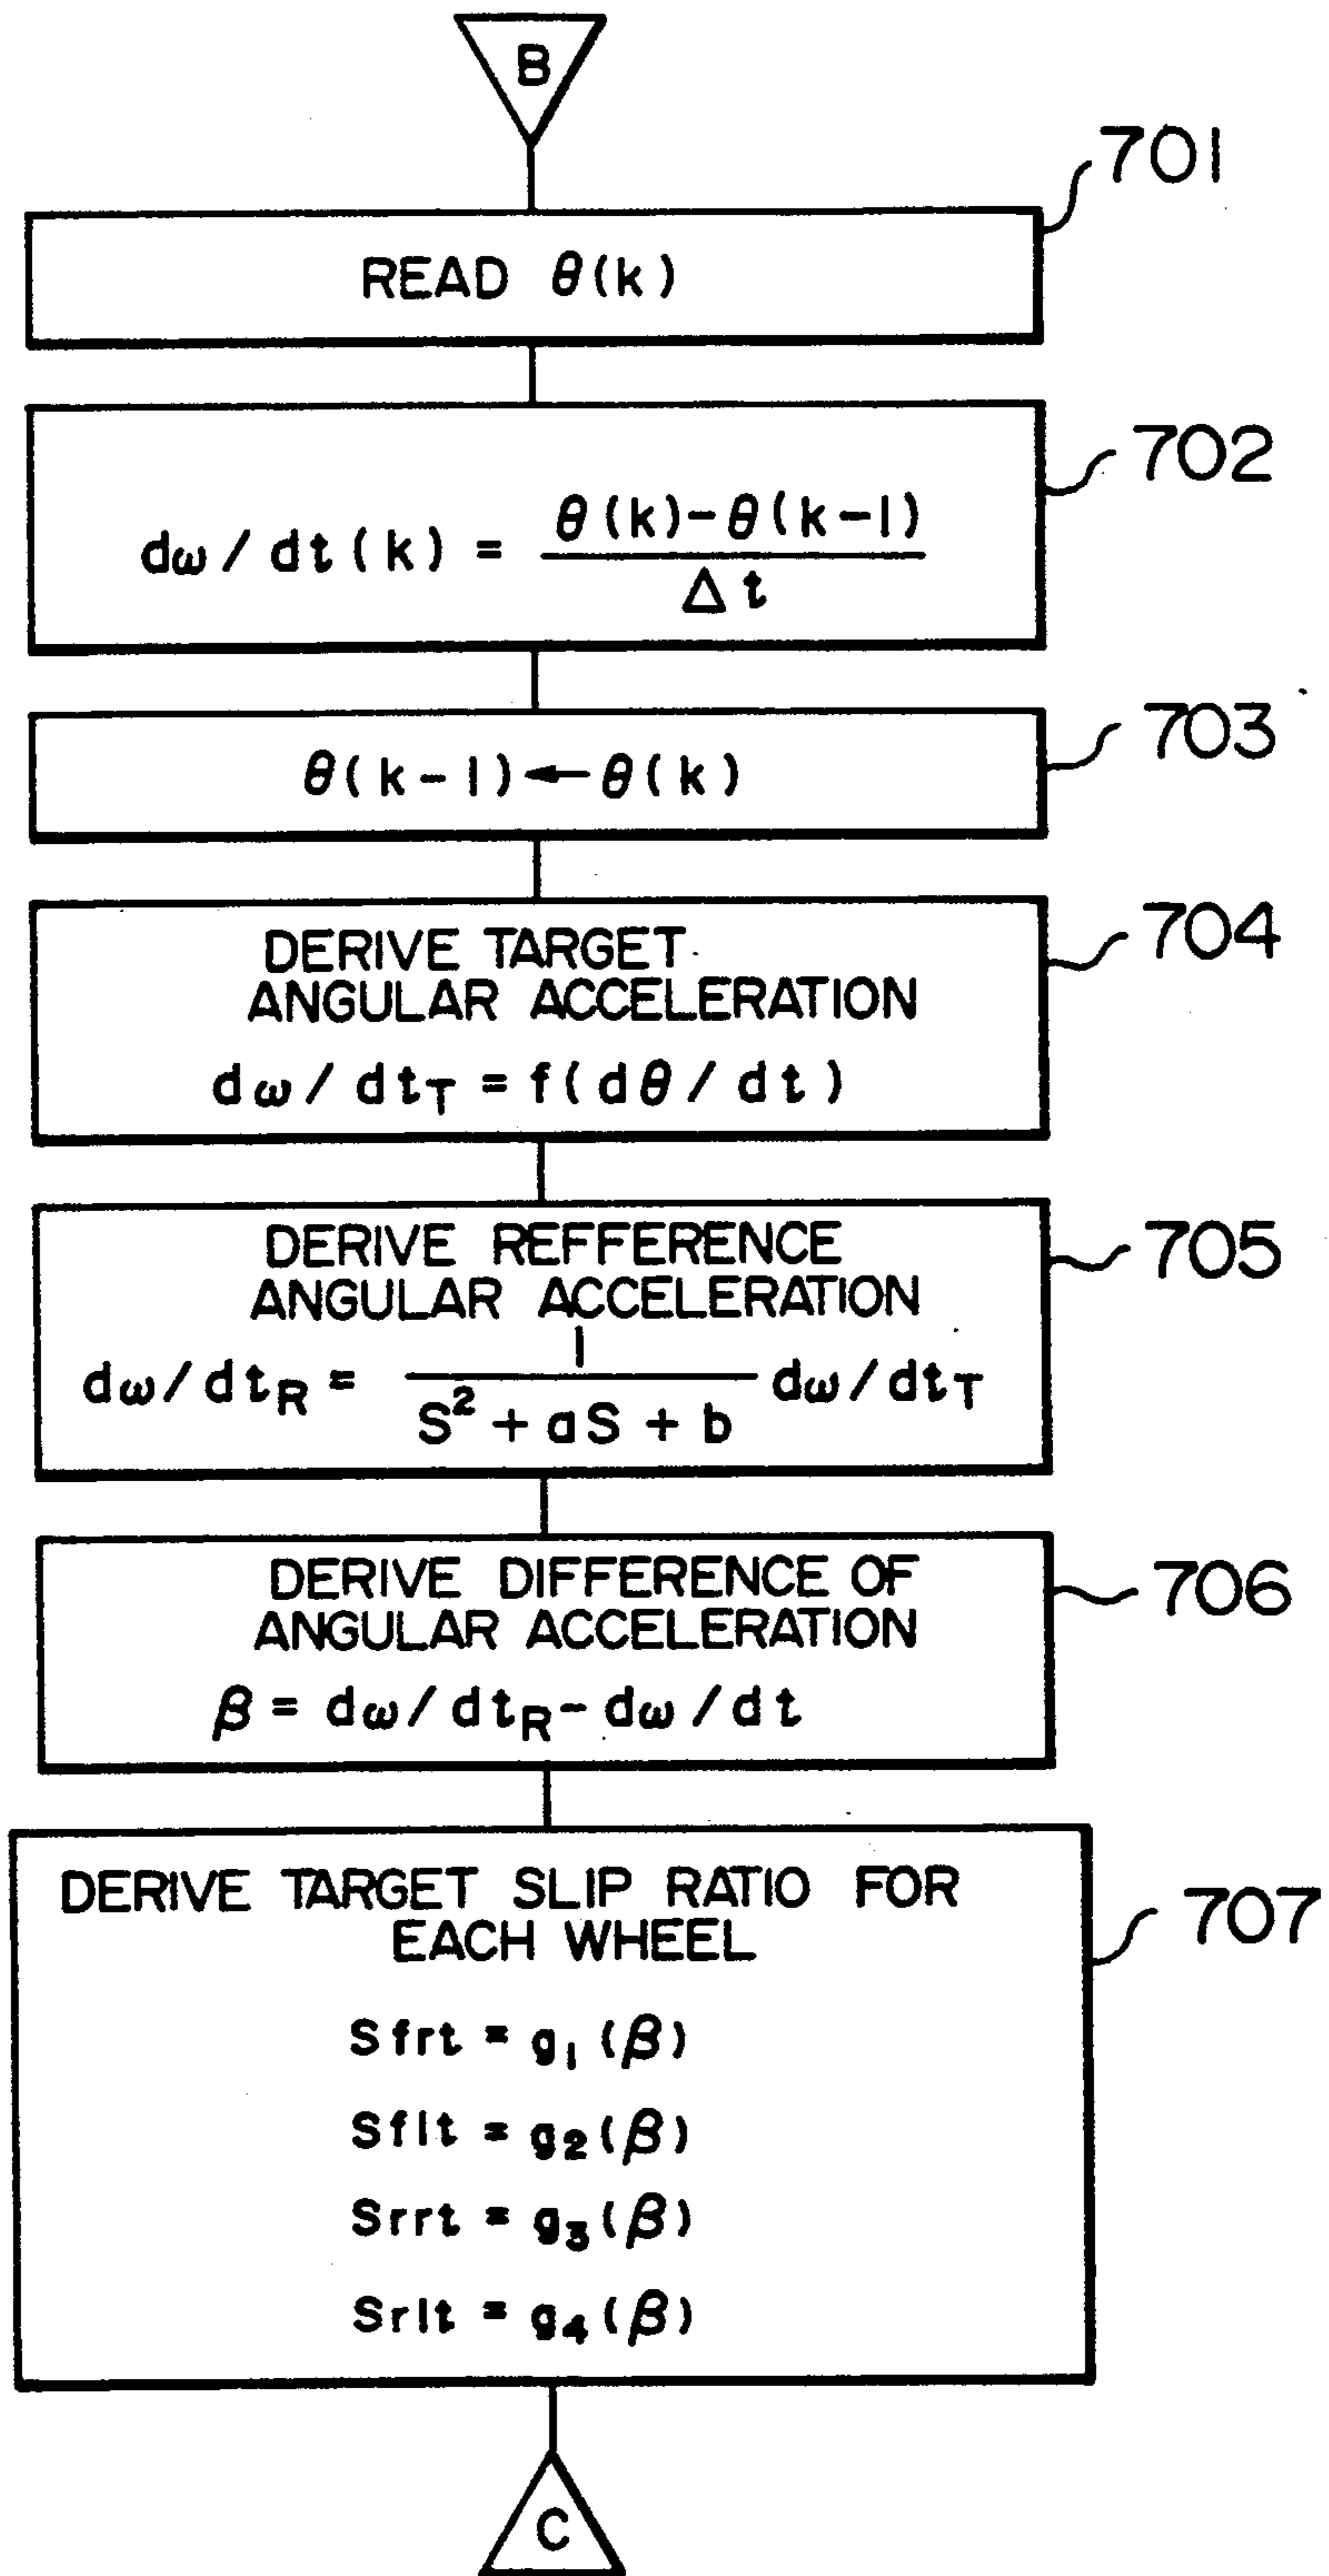 B
701
READ θ(k)
702
dω/dt(k) = θ(k)-θ(k-1) / Δt
703
θ(k-1)←θ(k)
704
DERIVE TARGET
ANGULAR ACCELERATION
dω/dtT = f(dθ/dt)
705
DERIVE REFFERENCE
ANGULAR ACCELERATION
dω/dtR = 1 / S²+aS+b dω/dtT
706
DERIVE DIFFERENCE OF
ANGULAR ACCELERATION
β = dω/dtR-dω/dt
707
DERIVE TARGET SLIP RATIO FOR
EACH WHEEL
Sfrt = g₁(β)
Sflt = g₂(β)
Srrt = g₃(β)
Srlt = g₄(β)
C